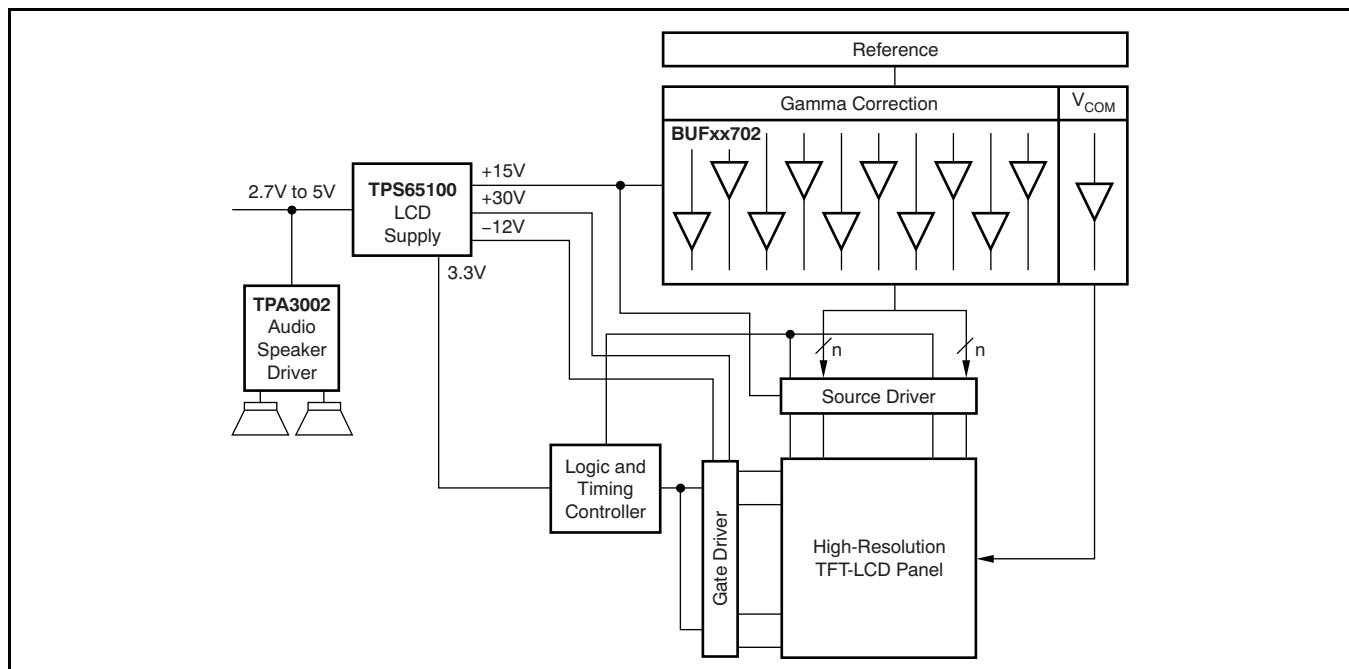 Reference
Gamma Correction
V_COM
BUFxx702
2.7V to 5V
TPS65100
LCD
Supply
+15V
+30V
–12V
3.3V
TPA3002
Audio
Speaker
Driver
n
n
Source Driver
Logic and
Timing
Controller
Gate Driver
High-Resolution
TFT-LCD Panel